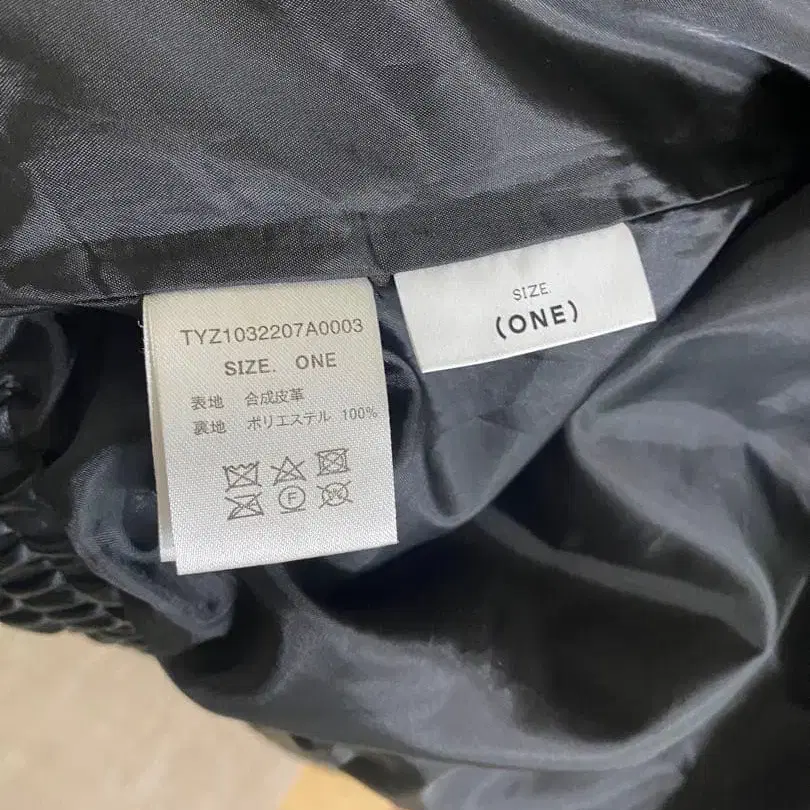 TYZ1032207A0003
SIZE. ONE
表地 合成皮革
裏地 ポリエステル 100%
F
W
SIZE.
(ONE)